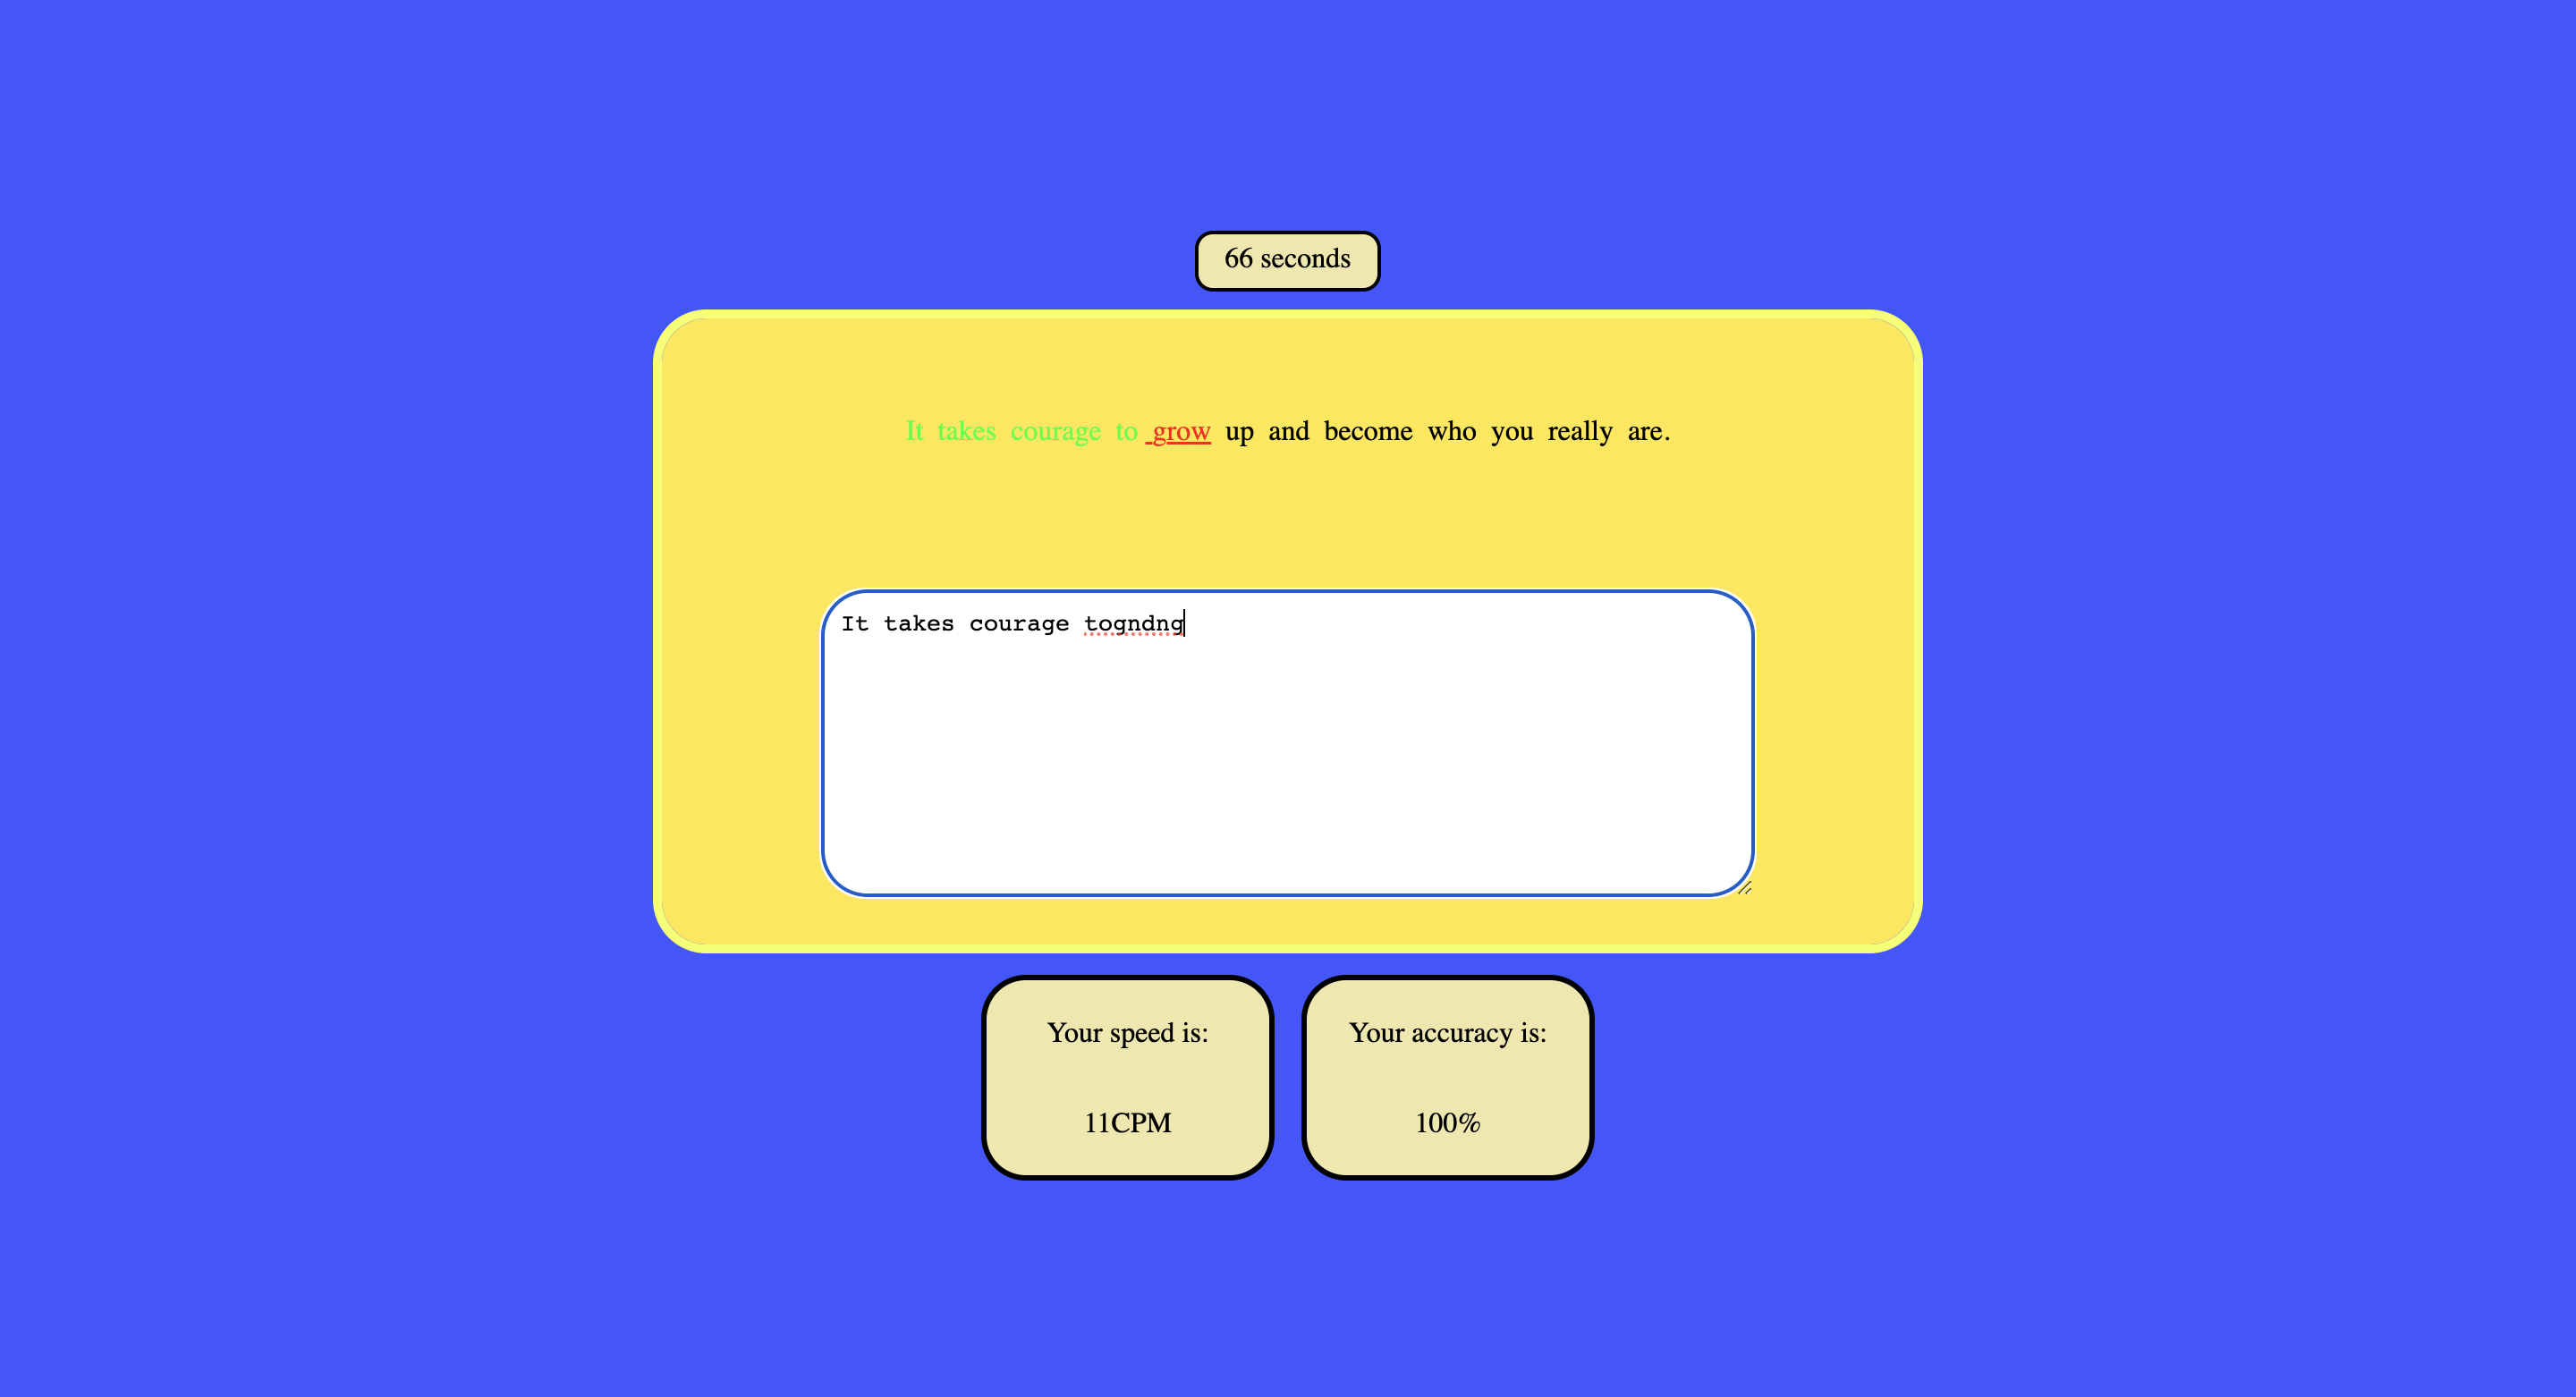 66 seconds
It takes courage to grow up and become who you really are.
It takes courage togndng
Your speed is:
11CPM
Your accuracy is:
100%